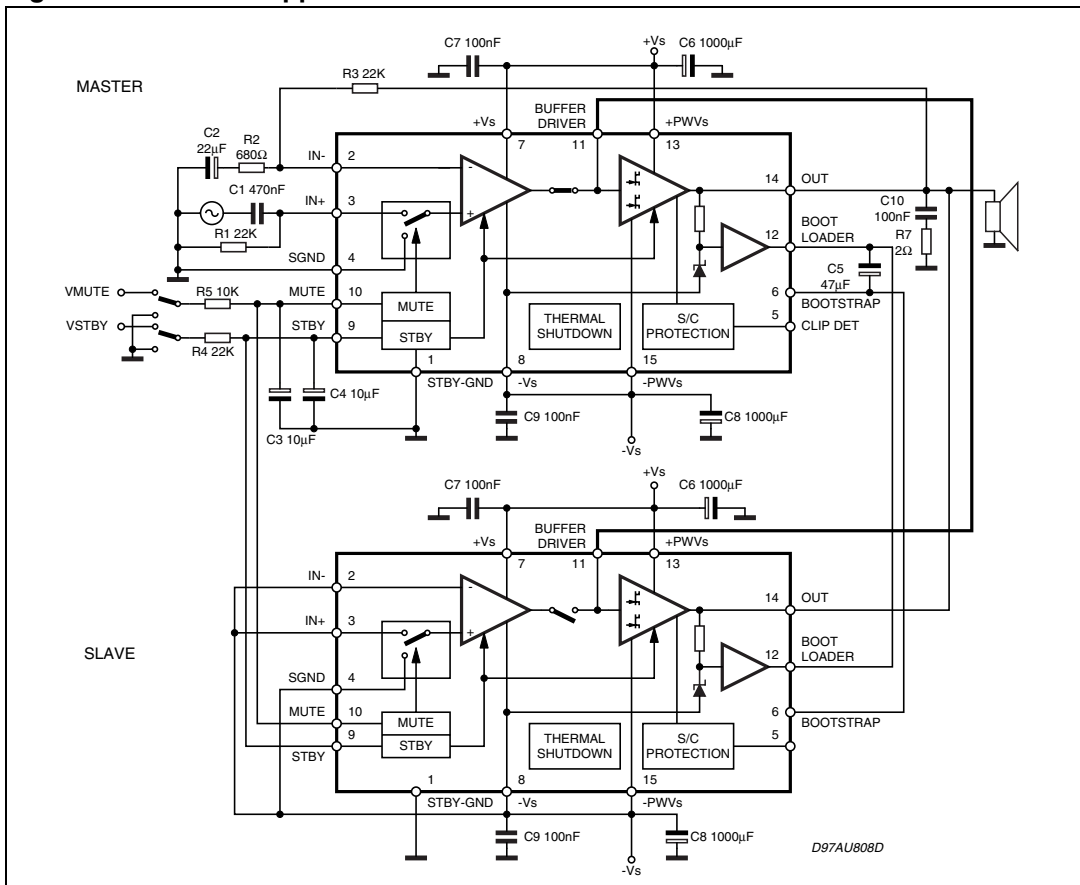 MASTER
C7 100nF
+Vs
C6 1000µF
R3 22K
BUFFER
DRIVER
+Vs
+PWVs
7
11
13
C2
22µF
R2
680Ω
IN-
2
-
C1 470nF
IN+
3
+
R1 22K
SGND
4
14
OUT
C10
100nF
R7
2Ω
12
BOOT
LOADER
C5
47µF
6
BOOTSTRAP
5
CLIP DET
VMUTE
R5 10K
MUTE
10
MUTE
VSTBY
R4 22K
STBY
9
STBY
THERMAL
SHUTDOWN
S/C
PROTECTION
1
8
15
STBY-GND
-Vs
-PWVs
C4 10µF
C3 10µF
C9 100nF
C8 1000µF
-Vs
SLAVE
C7 100nF
+Vs
C6 1000µF
BUFFER
DRIVER
+Vs
+PWVs
7
11
13
IN-
2
-
IN+
3
+
SGND
4
14
OUT
12
BOOT
LOADER
6
BOOTSTRAP
5
MUTE
10
MUTE
STBY
9
STBY
THERMAL
SHUTDOWN
S/C
PROTECTION
1
8
15
STBY-GND
-Vs
-PWVs
C9 100nF
C8 1000µF
-Vs
D97AU808D